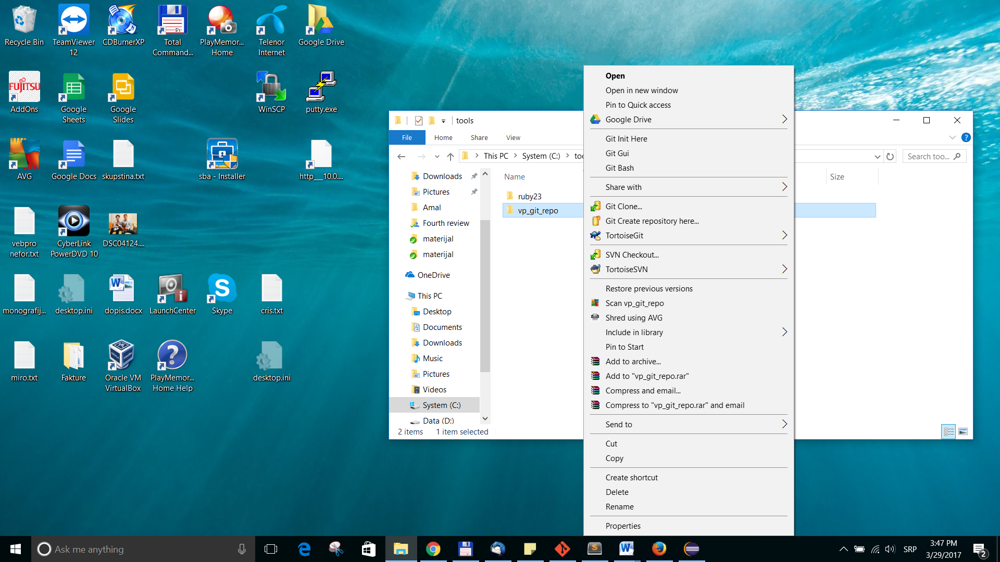 Recycle Bin
TeamViewer
12
CDBurnerXP
Total
Command...
PlayMemor...
Home
Telenor
Internet
Google Drive
FUJITSU
AddOns
Google
Sheets
Google
Slides
WinSCP
putty.exe
AVG
Google Docs
skupstina.txt
sba - Installer
http___10.0....
vebpro
nefor.txt
CyberLink
PowerDVD 10
DSC04124....
monografij...
desktop.ini
dopis.docx
LaunchCenter
Skype
cris.txt
miro.txt
Fakture
Oracle VM
VirtualBox
PlayMemor...
Home Help
desktop.ini
tools
File
Home
Share
View
This PC
System (C:)
too
Search too...
Name
Size
Downloads
Pictures
Amal
Fourth review
materijal
materijal
OneDrive
This PC
Desktop
Documents
Downloads
Music
Pictures
Videos
System (C:)
Data (D:)
ruby23
vp_git_repo
2 items
1 item selected
Open
Open in new window
Pin to Quick access
Google Drive
Git Init Here
Git Gui
Git Bash
Share with
Git Clone...
Git Create repository here...
TortoiseGit
SVN Checkout...
TortoiseSVN
Restore previous versions
Scan vp_git_repo
Shred using AVG
Include in library
Pin to Start
Add to archive...
Add to "vp_git_repo.rar"
Compress and email...
Compress to "vp_git_repo.rar" and email
Send to
Cut
Copy
Create shortcut
Delete
Rename
Properties
Ask me anything
SRP
3:47 PM
3/29/2017
2